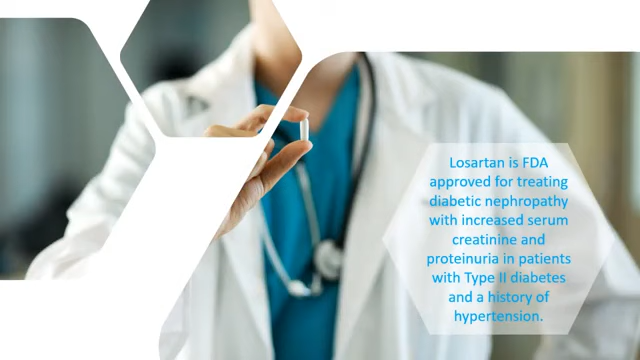 Losartan is FDA
approved for treating
diabetic nephropathy
with increased serum
creatinine and
proteinuria in patients
with Type II diabetes
and a history of
hypertension.